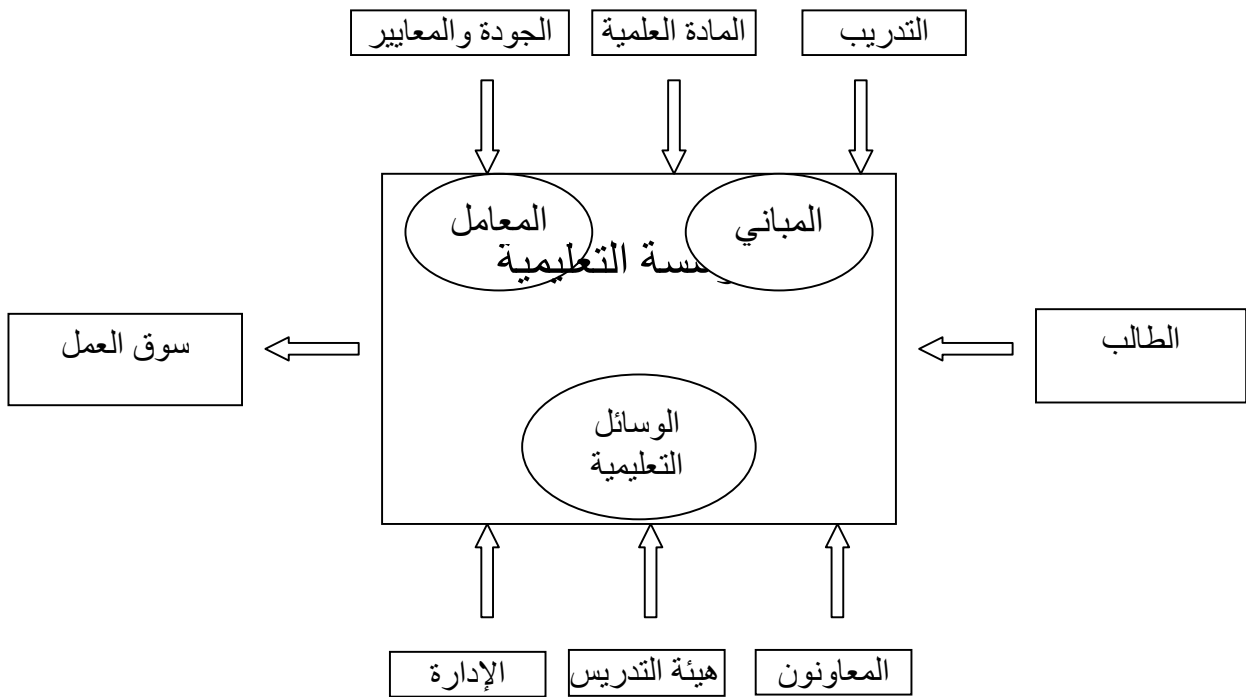 التدريب
المادة العلمية
الجودة والمعايير
المباني
المعامل
التعليمية
الطالب
سوق العمل
الوسائل
التعليمية
المعاونون
هيئة التدريس
الإدارة